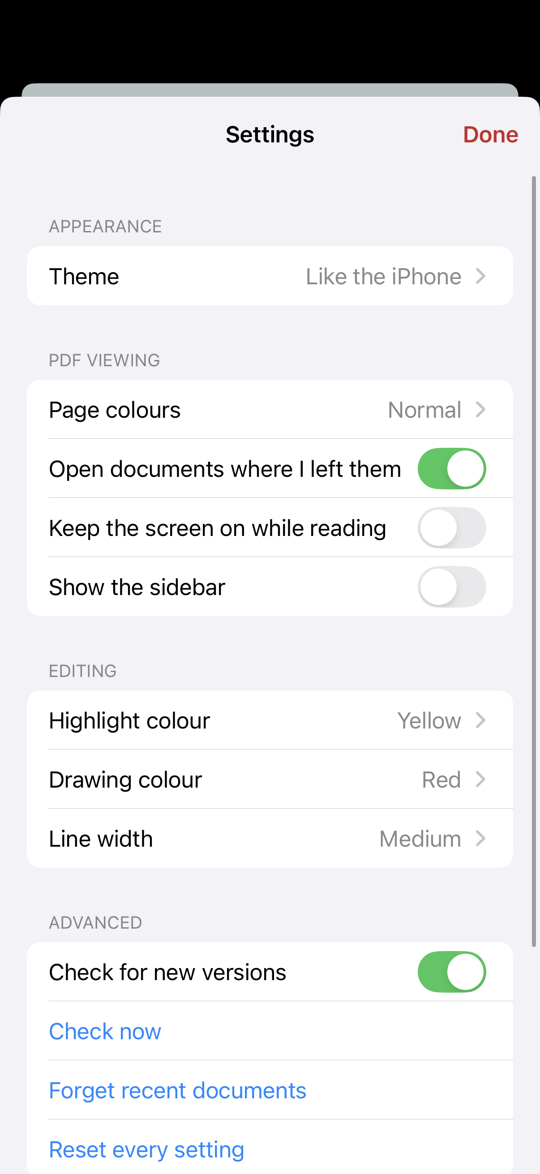 Settings
Done
APPEARANCE
Theme
Like the iPhone
PDF VIEWING
Page colours
Normal
Open documents where I left them
Keep the screen on while reading
Show the sidebar
EDITING
Highlight colour
Yellow
Drawing colour
Red
Line width
Medium
ADVANCED
Check for new versions
Check now
Forget recent documents
Reset every setting